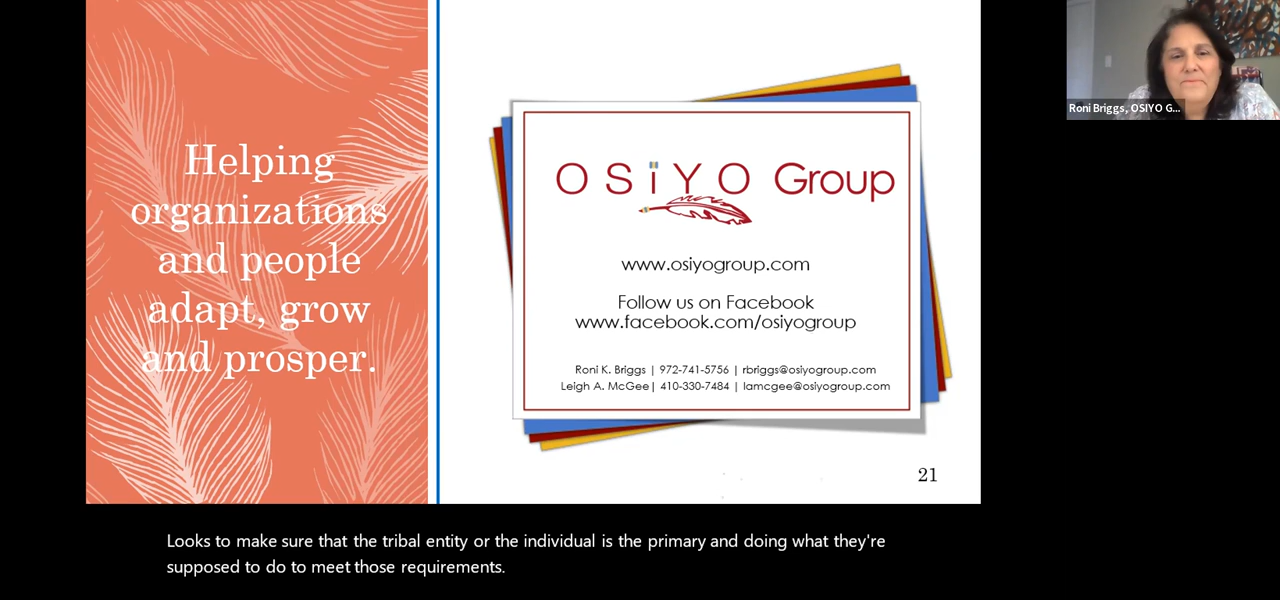 Helping
organizations
and people
adapt, grow
and prosper.
OSiYO Group
www.osiyogroup.com
Follow us on Facebook
www.facebook.com/osiyogroup
Roni K. Briggs | 972-741-5756 | rbriggs@osiyogroup.com
Leigh A. McGee| 410-330-7484 | lamcgee@osiyogroup.com
21
Roni Briggs, OSIYO G...
Looks to make sure that the tribal entity or the individual is the primary and doing what they're
supposed to do to meet those requirements.